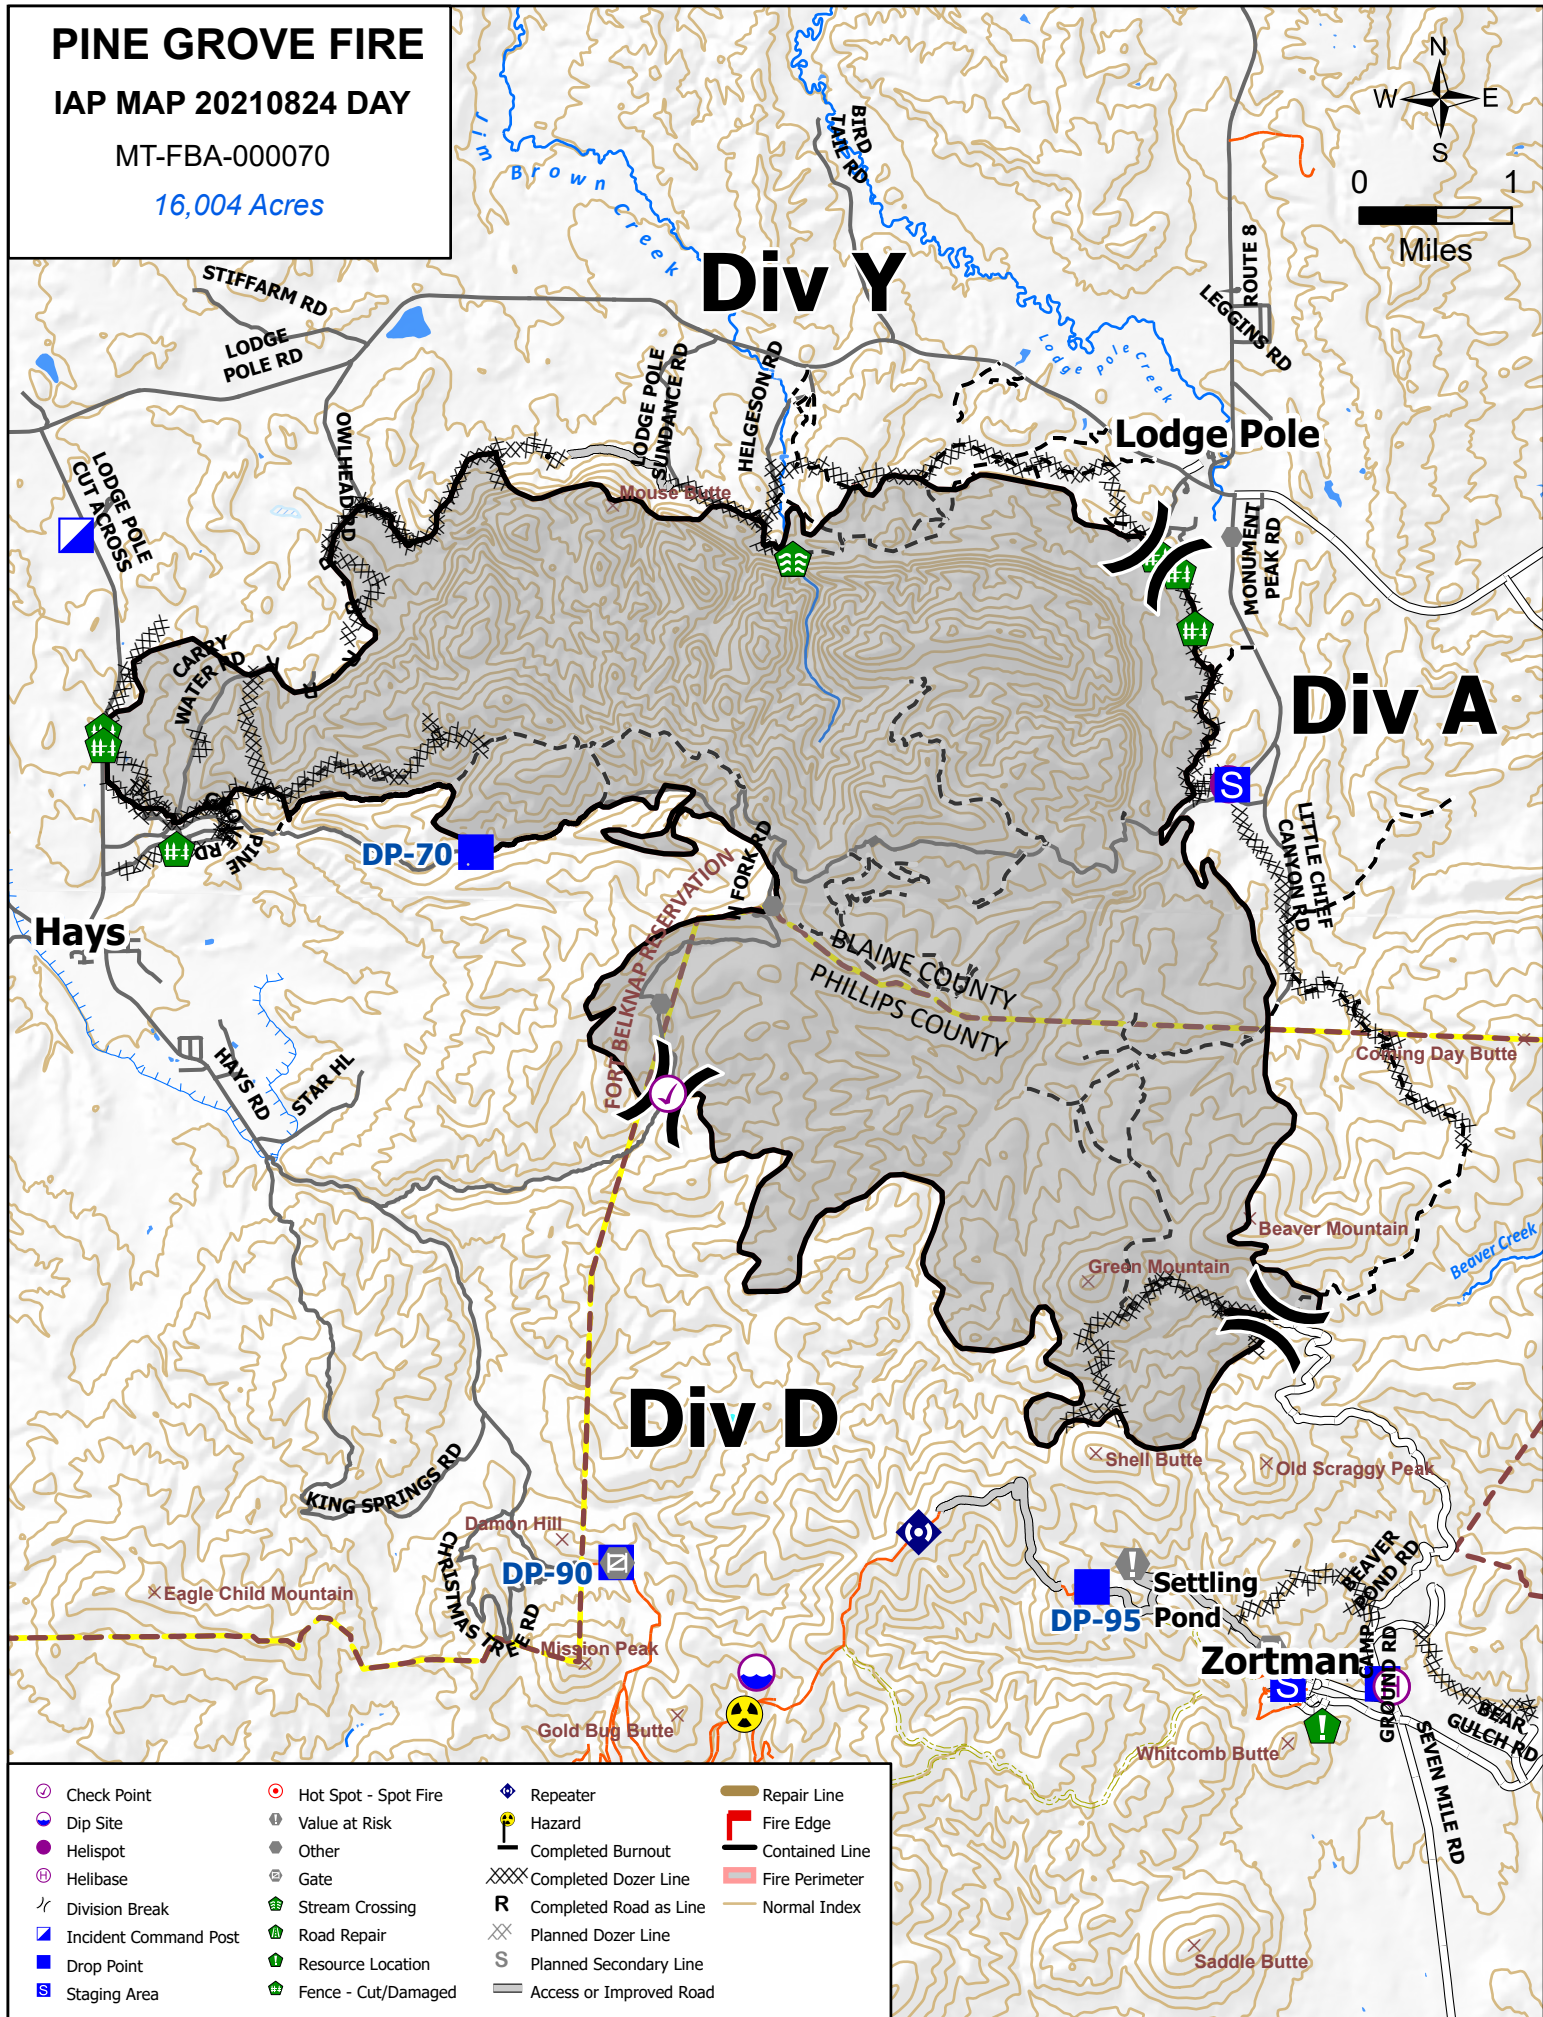 PINE GROVE FIRE
IAP MAP 20210824 DAY
MT-FBA-000070
16,004 Acres
N
W
E
S
0
1
Miles
Jim Brown Creek
BIRD
TAIL RD
Div Y
ROUTE 8
LEGGINS RD
STIFFARM RD
LODGE
POLE RD
Lodge Pole Creek
Lodge Pole
OWLHEAD RD
LODGE POLE
SUNDANCE RD
HELGESON RD
LODGE POLE
CUT ACROSS
Mouse Butte
MONUMENT
PEAK RD
R
R
R
R
R
CARRY
WATER RD
Div A
S
PINE
GROVE RD
DP-70
LITTLE CHIEF
CANYON RD
N FORK RD
FORT BELKNAP RESERVATION
Hays
BLAINE COUNTY
PHILLIPS COUNTY
Coming Day Butte
HAYS RD
STAR HL
Beaver Mountain
Beaver Creek
Green Mountain
Div D
Shell Butte
Old Scraggy Peak
KING SPRINGS RD
Damon Hill
CHRISTMAS TREE RD
DP-90
Eagle Child Mountain
Mission Peak
Gold Bug Butte
DP-95
Settling
Pond
BEAVER
POND RD
Zortman
CAMP
GROUND RD
S
H
BEAR
GULCH RD
Whitcomb Butte
SEVEN MILE RD
Saddle Butte
Check Point
Dip Site
Helispot
H Helibase
Division Break
Incident Command Post
Drop Point
S Staging Area
Hot Spot - Spot Fire
Value at Risk
Other
Gate
Stream Crossing
Road Repair
Resource Location
Fence - Cut/Damaged
Repeater
Hazard
Completed Burnout
Completed Dozer Line
R Completed Road as Line
Planned Dozer Line
S Planned Secondary Line
Access or Improved Road
Repair Line
Fire Edge
Contained Line
Fire Perimeter
Normal Index